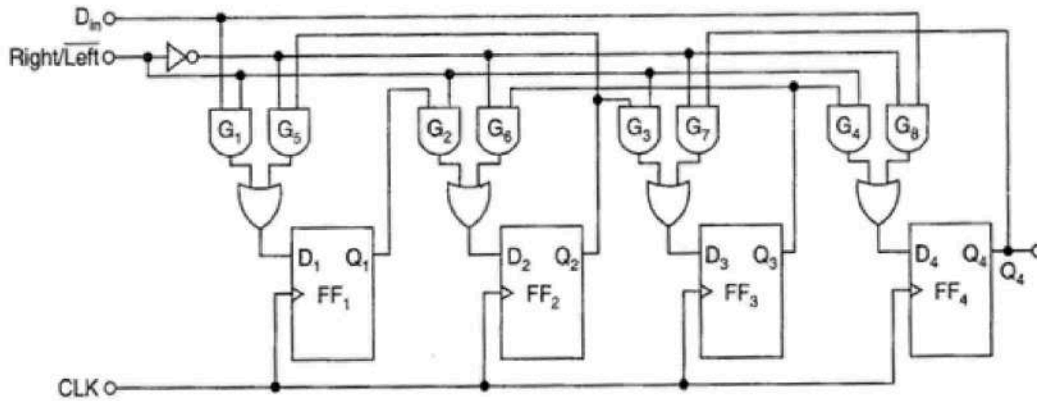 D_in
Right/Left
G₁ G₅ G₂ G₆ G₃ G₇ G₄ G₈
D₁ Q₁ D₂ Q₂ D₃ Q₃ D₄ Q₄ Q₄
FF₁ FF₂ FF₃ FF₄
CLK